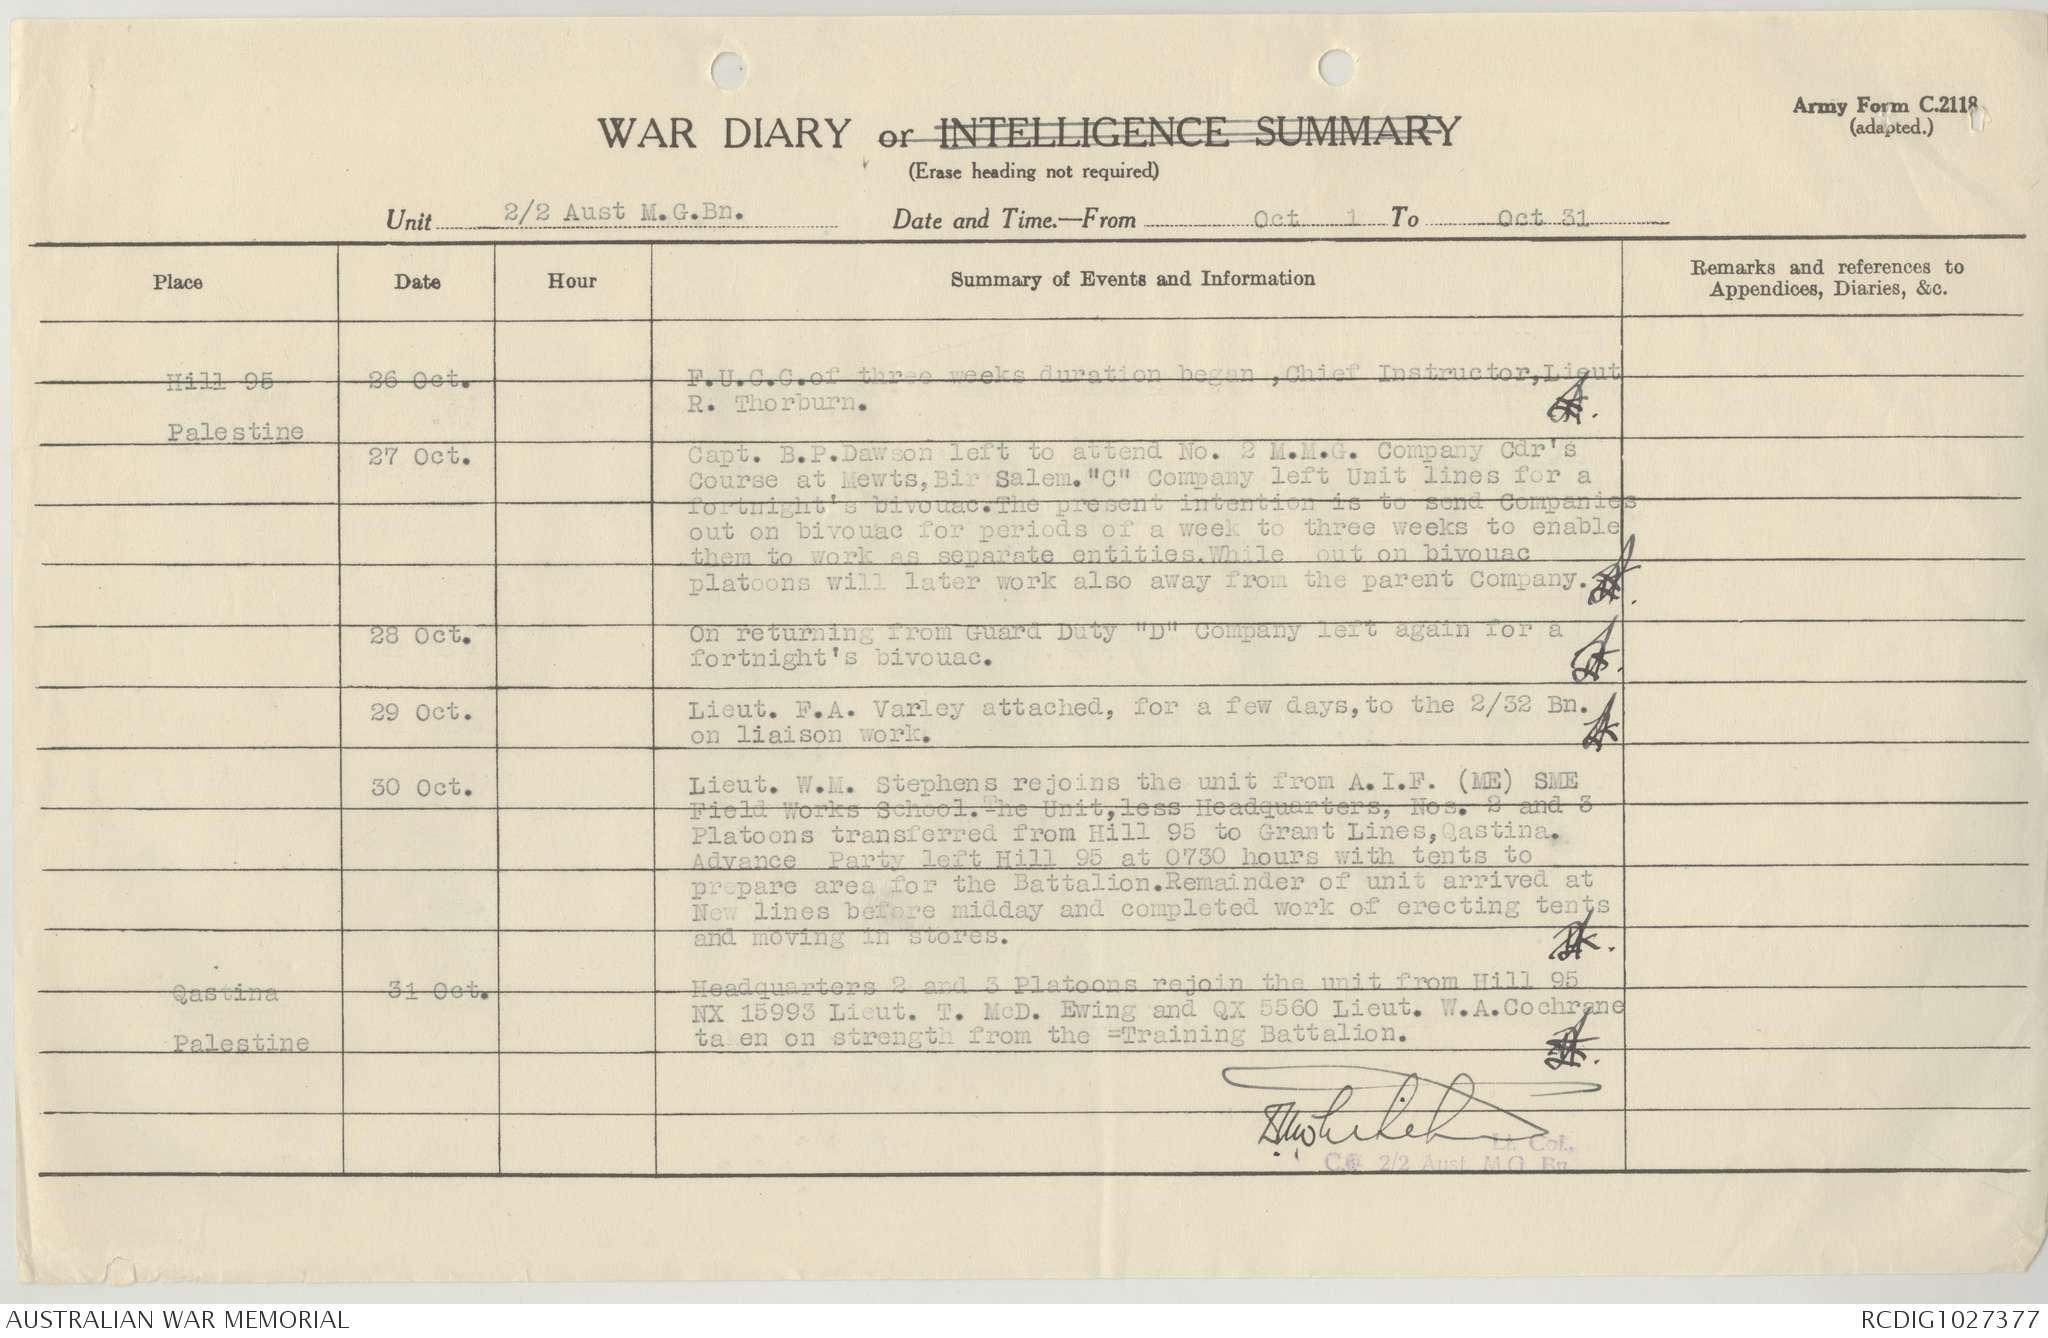 Army Form C.2118
(adapted.)
WAR DIARY or INTELLIGENCE SUMMARY
(Erase heading not required)
Unit 2/2 Aust M.G.Bn. Date and Time.—From Oct 1 To Oct 31
Place Date Hour Summary of Events and Information Remarks and references to
Appendices, Diaries, &c.
Hill 95 26 Oct. F.U.C.C.of three weeks duration began ,Chief Instructor,Lieut
R. Thorburn.
Palestine
27 Oct. Capt. B.P.Dawson left to attend No. 2 M.M.G. Company Cdr's
Course at Mewts,Bir Salem."C" Company left Unit lines for a
fortnight's bivouac.The present intention is to send Companies
out on bivouac for periods of a week to three weeks to enable
them to work as separate entities.While out on bivouac
platoons will later work also away from the parent Company.
28 Oct. On returning from Guard Duty "D" Company left again for a
fortnight's bivouac.
29 Oct. Lieut. F.A. Varley attached, for a few days,to the 2/32 Bn.
on liaison work.
30 Oct. Lieut. W.M. Stephens rejoins the unit from A.I.F. (ME) SME
Field Works School.The Unit,less Headquarters, Nos. 2 and 3
Platoons transferred from Hill 95 to Grant Lines,Qastina.
Advance Party left Hill 95 at 0730 hours with tents to
prepare area for the Battalion.Remainder of unit arrived at
New lines before midday and completed work of erecting tents
and moving in stores.
Qastina 31 Oct. Headquarters 2 and 3 Platoons rejoin the unit from Hill 95
NX 15993 Lieut. T. McD. Ewing and QX 5560 Lieut. W.A.Cochrane
Palestine taken on strength from the =Training Battalion.
Lt. Col.,
2/2 Aust. M.G. Bn.
AUSTRALIAN WAR MEMORIAL RCDIG1027377